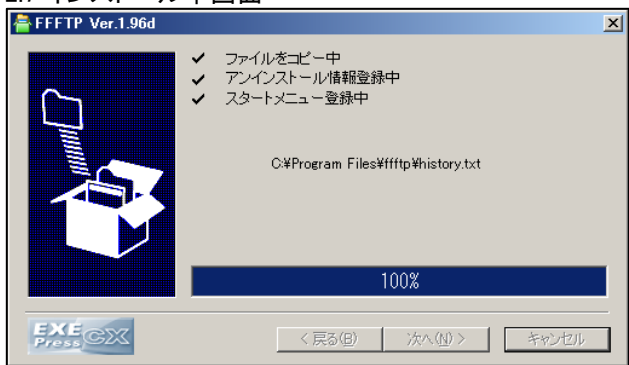 FFFTP Ver.1.96d
✔ ファイルをコピー中
✔ アンインストール情報登録中
✔ スタートメニュー登録中
C:¥Program Files¥ffftp¥history.txt
100%
EXE
Press CX
< 戻る(B)
次へ(N) >
キャンセル